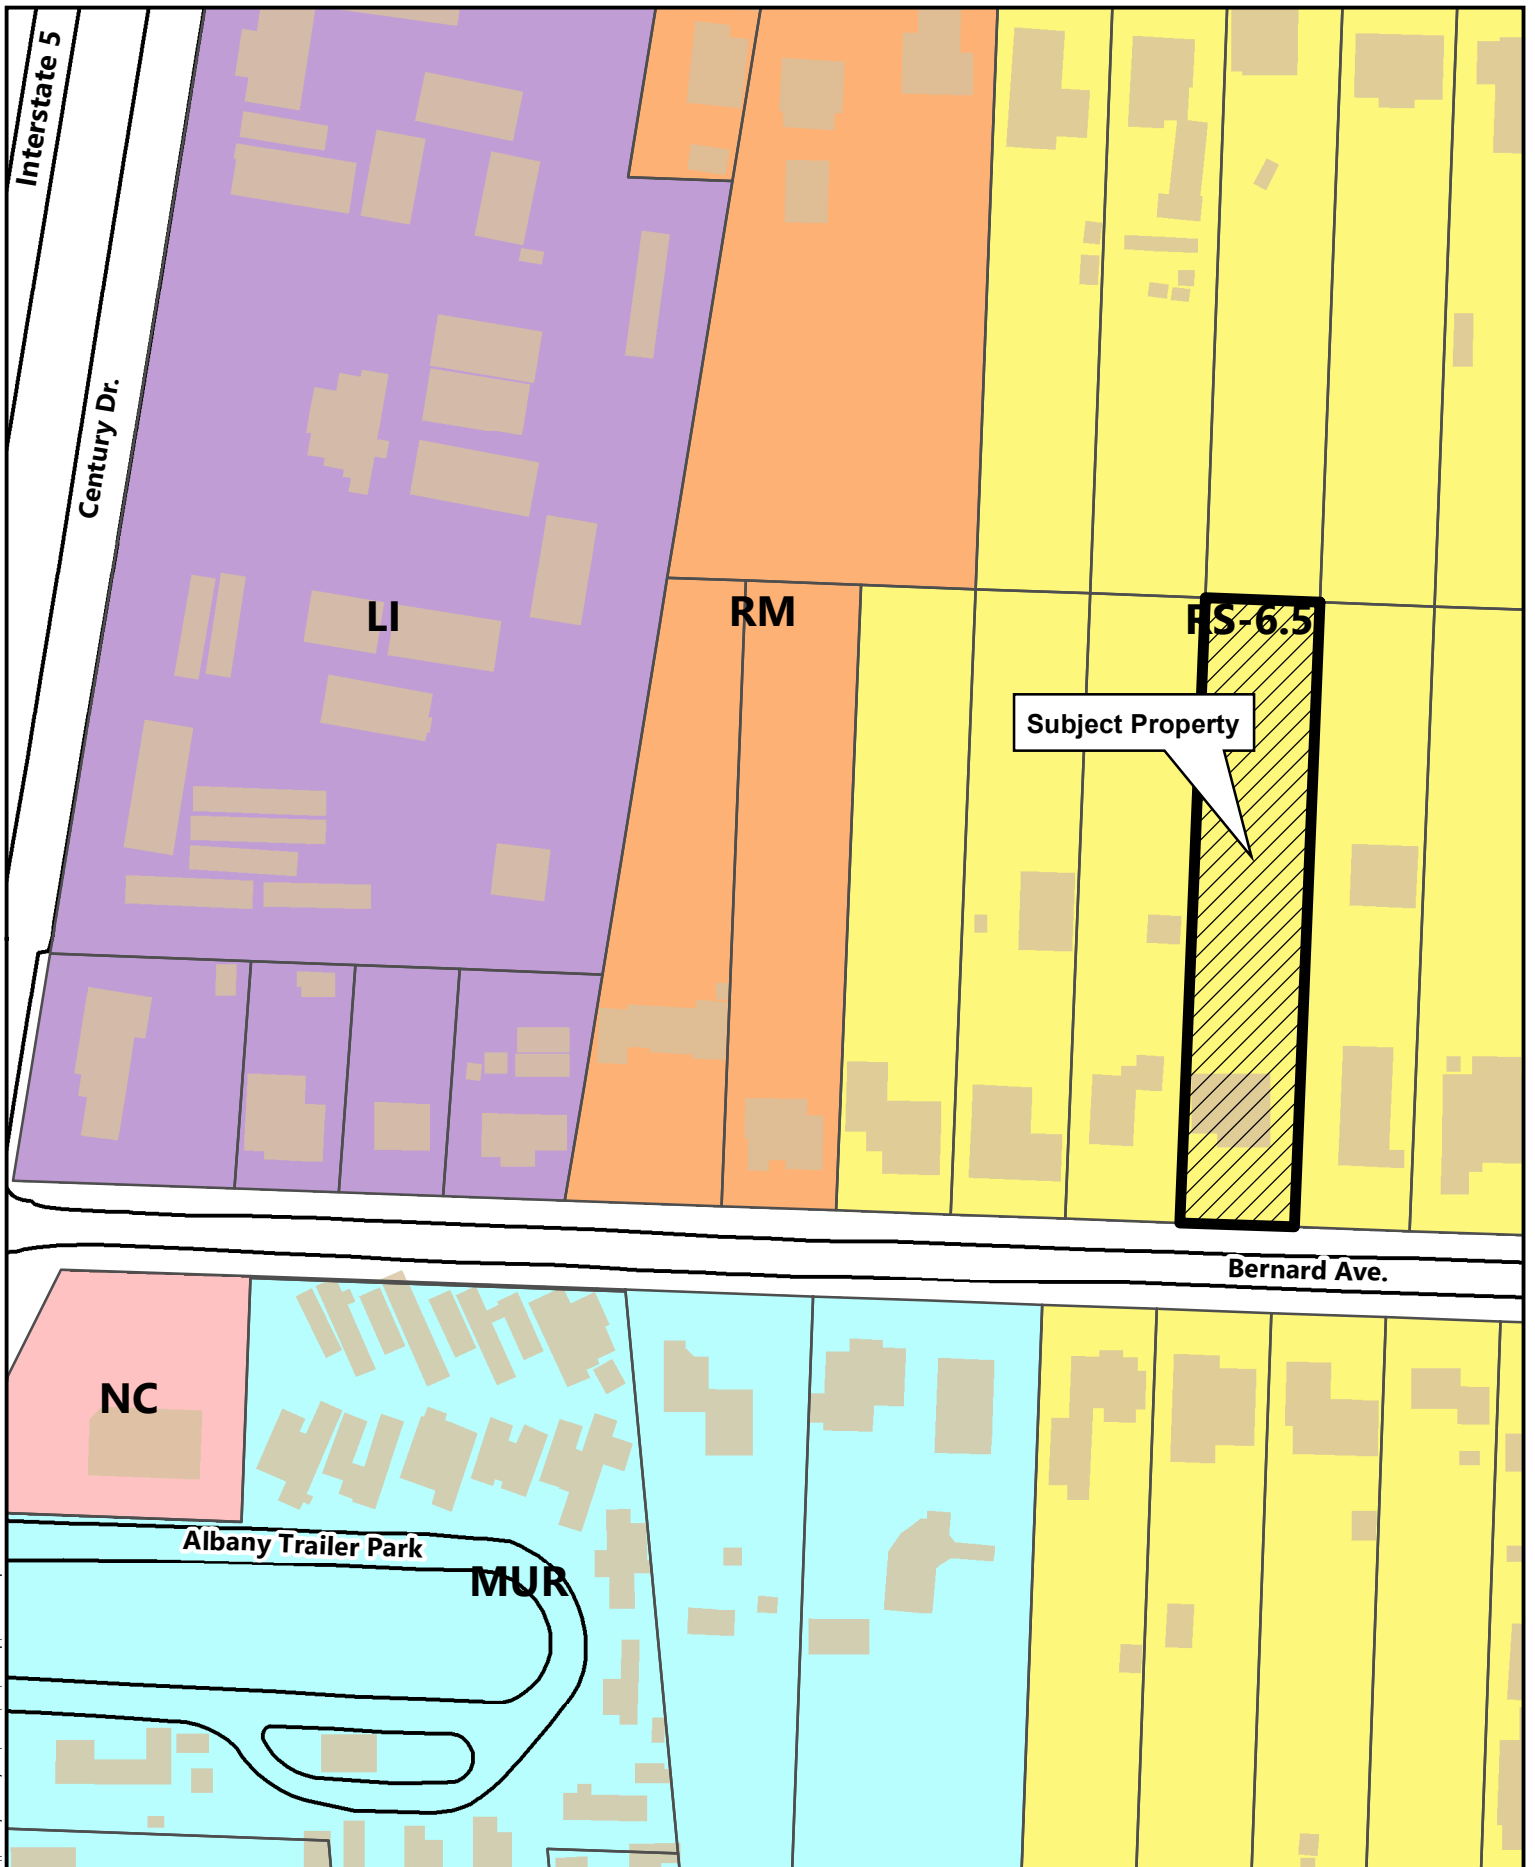 Interstate 5
Century Dr.
LI
RM
RS-6.5
Subject Property
Bernard Ave.
NC
Albany Trailer Park
MUR